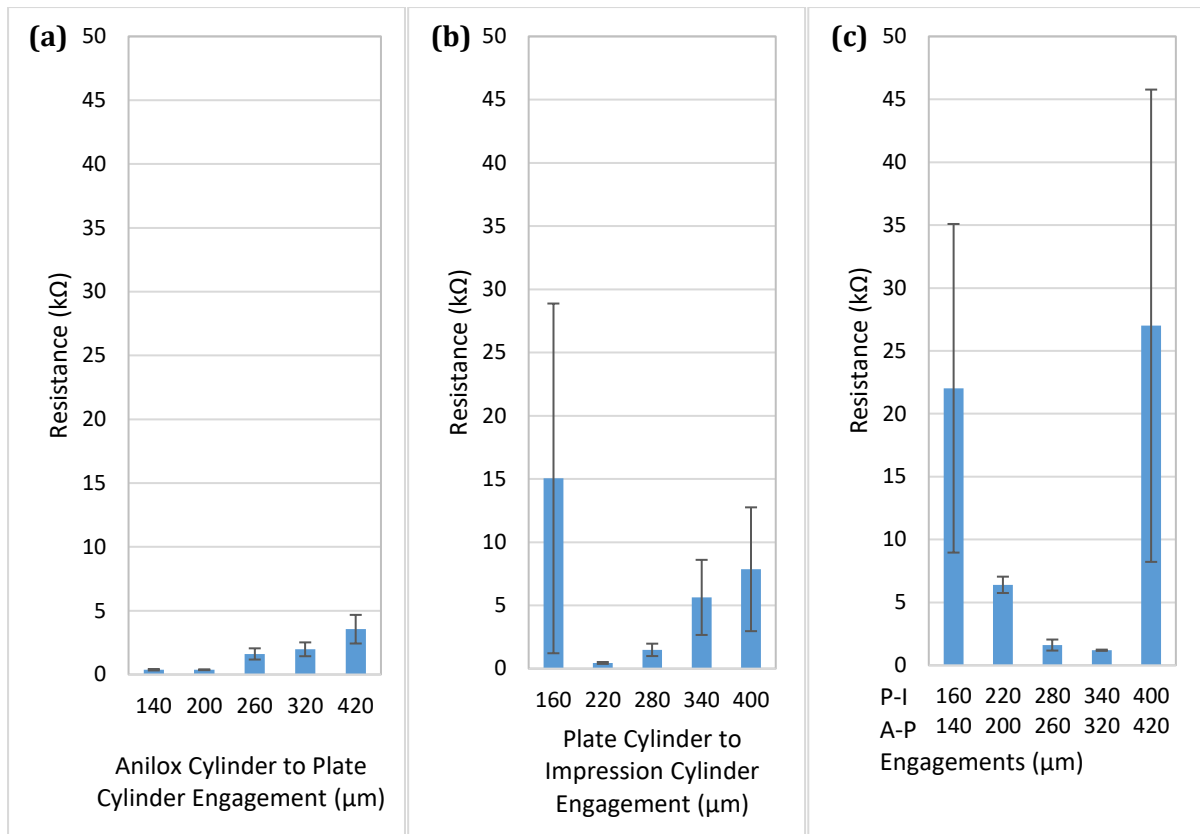 (a)
50
45
40
35
30
25
20
15
10
5
0
Resistance (kΩ)
140 200 260 320 420
Anilox Cylinder to Plate
Cylinder Engagement (μm)
(b)
50
45
40
35
30
25
20
15
10
5
0
Resistance (kΩ)
160 220 280 340 400
Plate Cylinder to
Impression Cylinder
Engagement (μm)
(c)
50
45
40
35
30
25
20
15
10
5
0
Resistance (kΩ)
P-I 160 220 280 340 400
A-P 140 200 260 320 420
Engagements (μm)